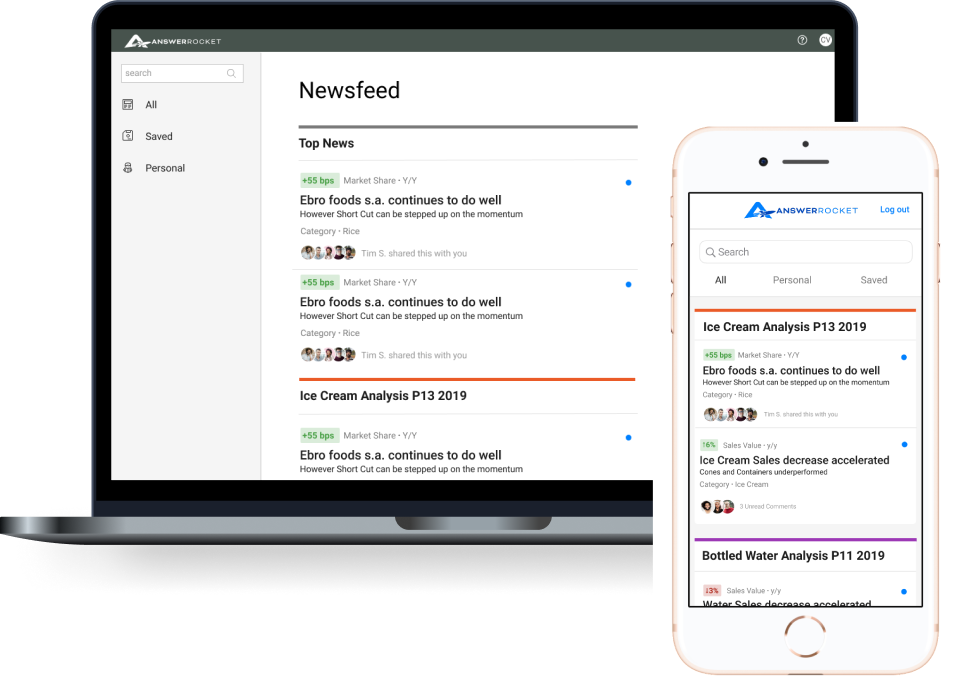 ANSWERROCKET
CV
search
All
Saved
Personal
Newsfeed
Top News
+55 bps Market Share • Y/Y
Ebro foods s.a. continues to do well
However Short Cut can be stepped up on the momentum
Category • Rice
Tim S. shared this with you
+55 bps Market Share • Y/Y
Ebro foods s.a. continues to do well
However Short Cut can be stepped up on the momentum
Category • Rice
Tim S. shared this with you
Ice Cream Analysis P13 2019
+55 bps Market Share • Y/Y
Ebro foods s.a. continues to do well
However Short Cut can be stepped up on the momentum
ANSWERROCKET Log out
Search
All Personal Saved
Ice Cream Analysis P13 2019
+55 bps Market Share • Y/Y
Ebro foods s.a. continues to do well
However Short Cut can be stepped up on the momentum
Category • Rice
Tim S. shared this with you
↑6% Sales Value • y/y
Ice Cream Sales decrease accelerated
Cones and Containers underperformed
Category • Ice Cream
3 Unread Comments
Bottled Water Analysis P11 2019
↓3% Sales Value • y/y
Water Sales decrease accelerated